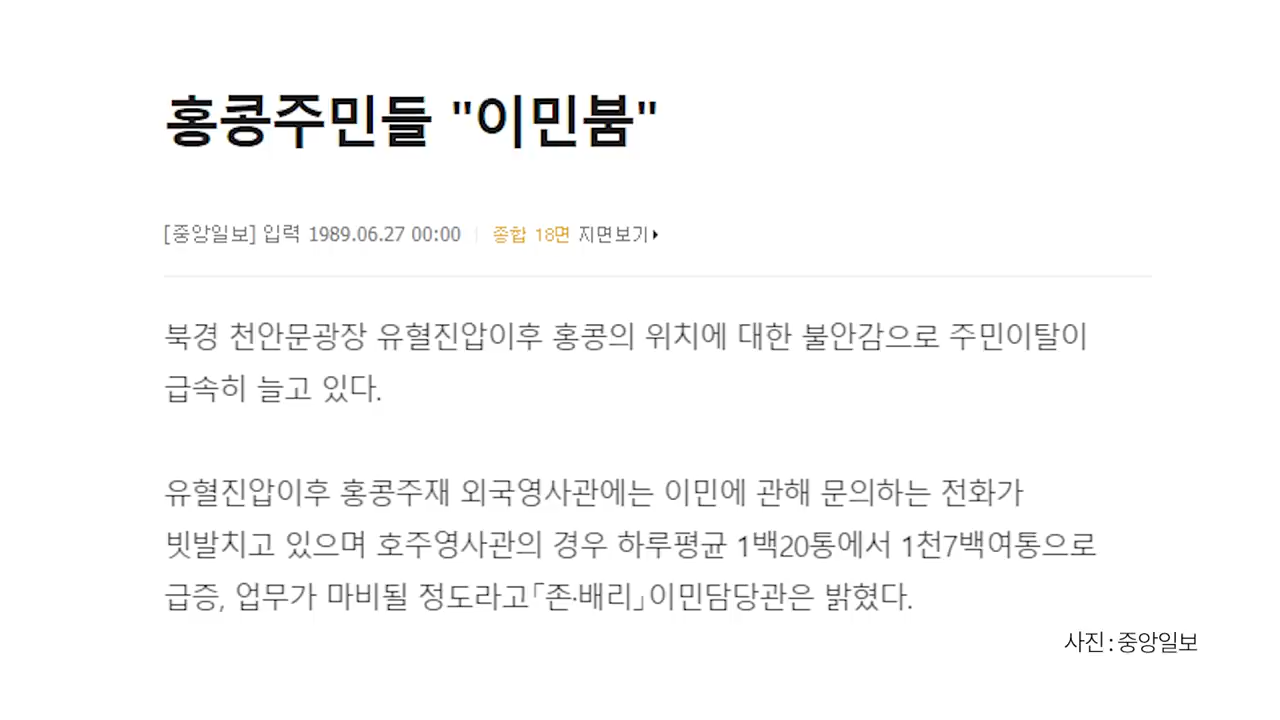 홍콩주민들 "이민붐"
[중앙일보] 입력 1989.06.27 00:00 | 종합 18면 지면보기
북경 천안문광장 유혈진압이후 홍콩의 위치에 대한 불안감으로 주민이탈이
급속히 늘고 있다.
유혈진압이후 홍콩주재 외국영사관에는 이민에 관해 문의하는 전화가
빗발치고 있으며 호주영사관의 경우 하루평균 1백20통에서 1천7백여통으로
급증, 업무가 마비될 정도라고「존·배리」이민담당관은 밝혔다.
사진 : 중앙일보